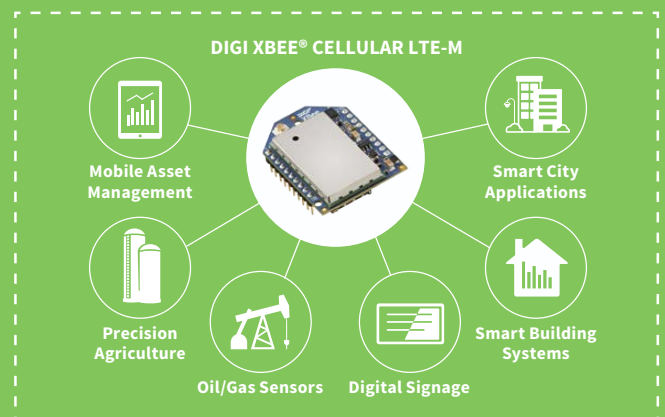 DIGI XBEE® CELLULAR LTE-M
Mobile Asset
Management
Smart City
Applications
Precision
Agriculture
Smart Building
Systems
Oil/Gas Sensors
Digital Signage